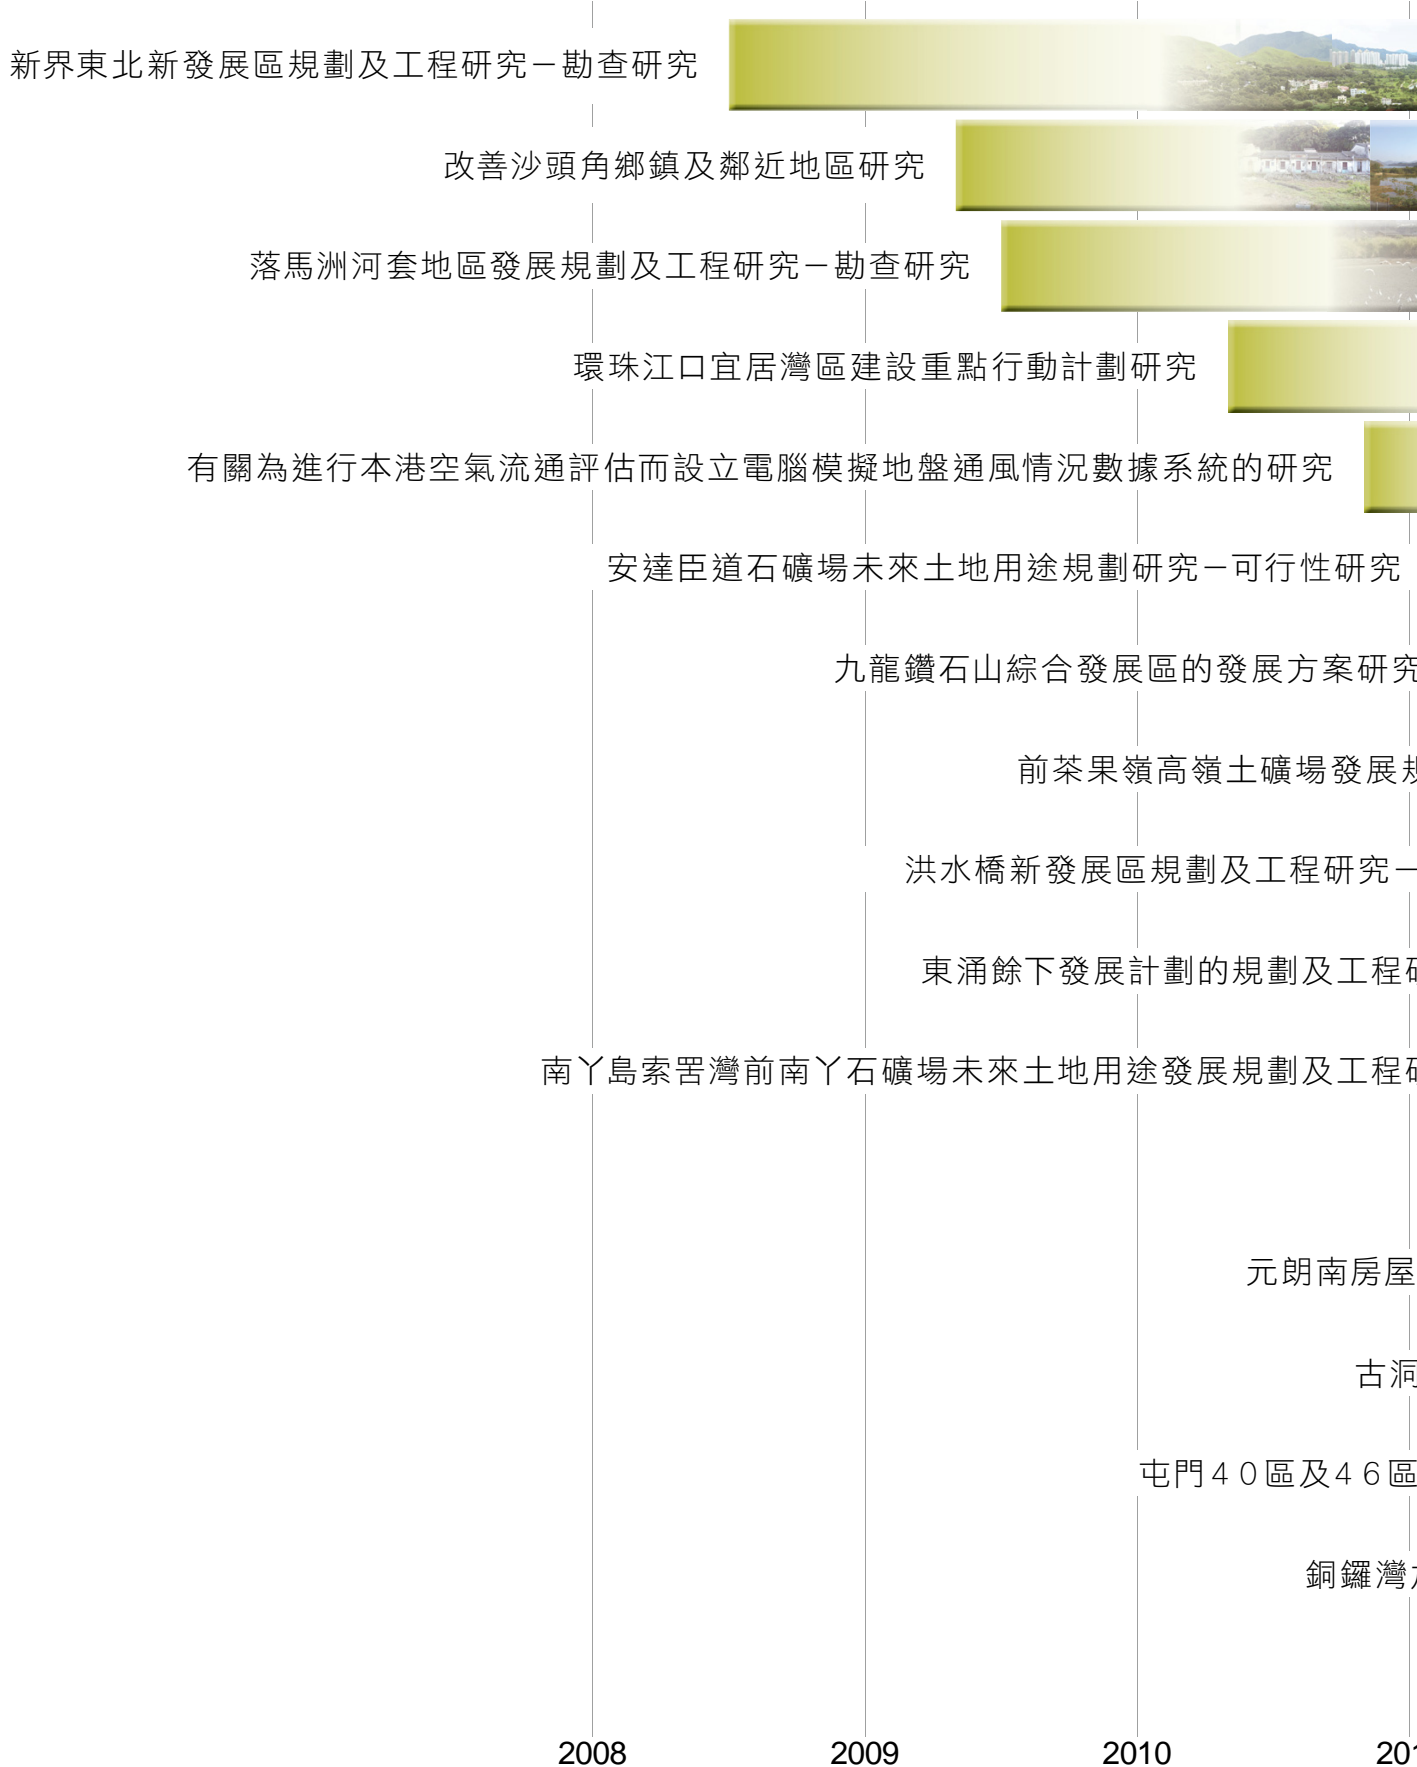 新界東北新發展區規劃及工程研究－勘查研究
改善沙頭角鄉鎮及鄰近地區研究
落馬洲河套地區發展規劃及工程研究－勘查研究
環珠江口宜居灣區建設重點行動計劃研究
有關為進行本港空氣流通評估而設立電腦模擬地盤通風情況數據系統的研究
安達臣道石礦場未來土地用途規劃研究－可行性研究
九龍鑽石山綜合發展區的發展方案研究
前茶果嶺高嶺土礦場發展
洪水橋新發展區規劃及工程研究－
東涌餘下發展計劃的規劃及工程
南丫島索罟灣前南丫石礦場未來土地用途發展規劃及工程
元朗南房屋
古洞
屯門40區及46區
銅鑼灣
2008 2009 2010 201